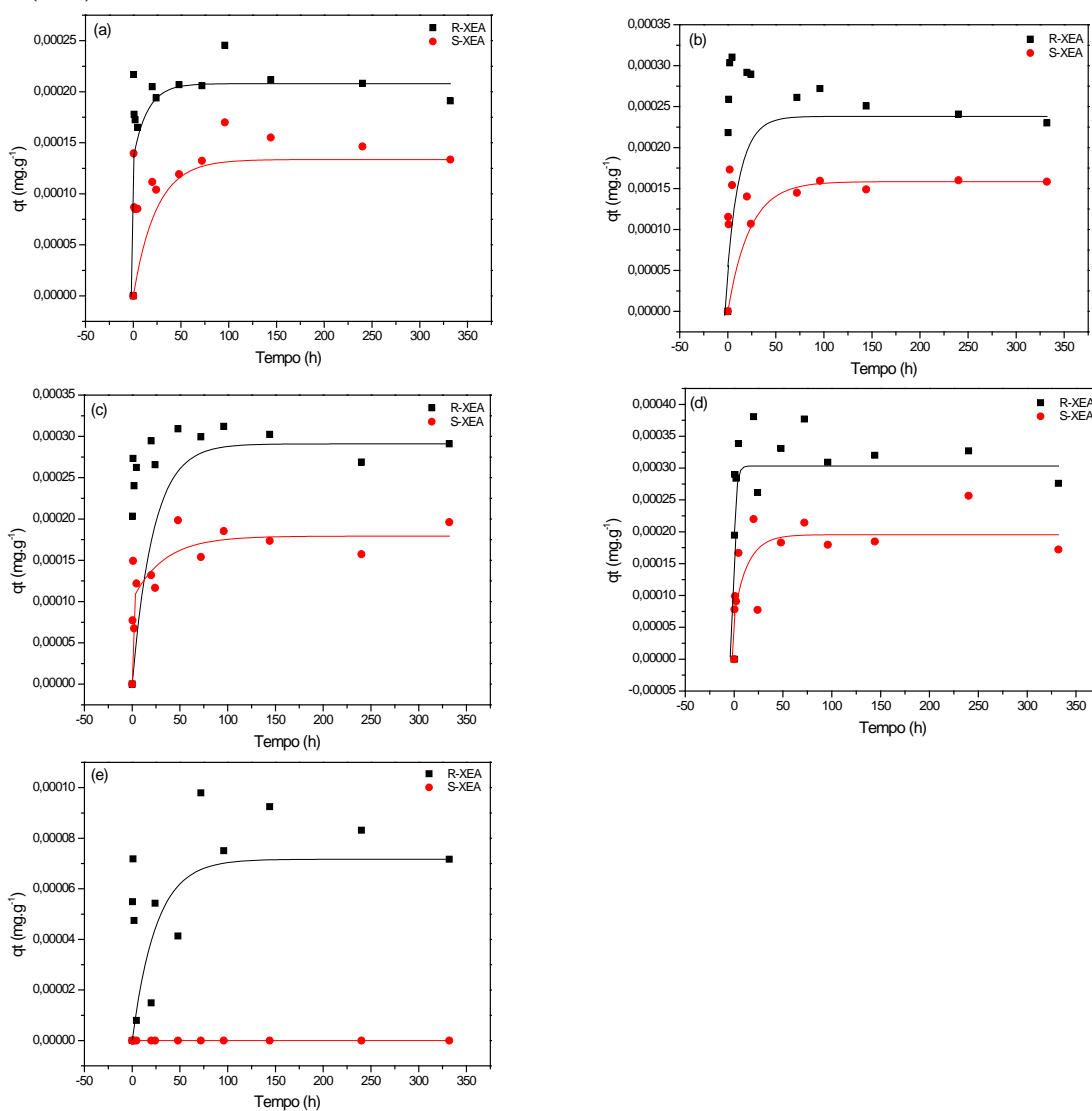 (a)
R-XEA
S-XEA
0,00025
0,00020
0,00015
0,00010
0,00005
0,00000
qt (mg.g⁻¹)
-50 0 50 100 150 200 250 300 350
Tempo (h)
(b)
R-XEA
S-XEA
0,00035
0,00030
0,00025
0,00020
0,00015
0,00010
0,00005
0,00000
qt (mg.g⁻¹)
-50 0 50 100 150 200 250 300 350
Tempo (h)
(c)
R-XEA
S-XEA
0,00035
0,00030
0,00025
0,00020
0,00015
0,00010
0,00005
0,00000
qt (mg.g⁻¹)
-50 0 50 100 150 200 250 300 350
Tempo (h)
(d)
R-XEA
S-XEA
0,00040
0,00035
0,00030
0,00025
0,00020
0,00015
0,00010
0,00005
0,00000
-0,00005
qt (mg.g⁻¹)
-50 0 50 100 150 200 250 300 350
Tempo (h)
(e)
R-XEA
S-XEA
0,00010
0,00008
0,00006
0,00004
0,00002
0,00000
qt (mg.g⁻¹)
-50 0 50 100 150 200 250 300 350
Tempo (h)